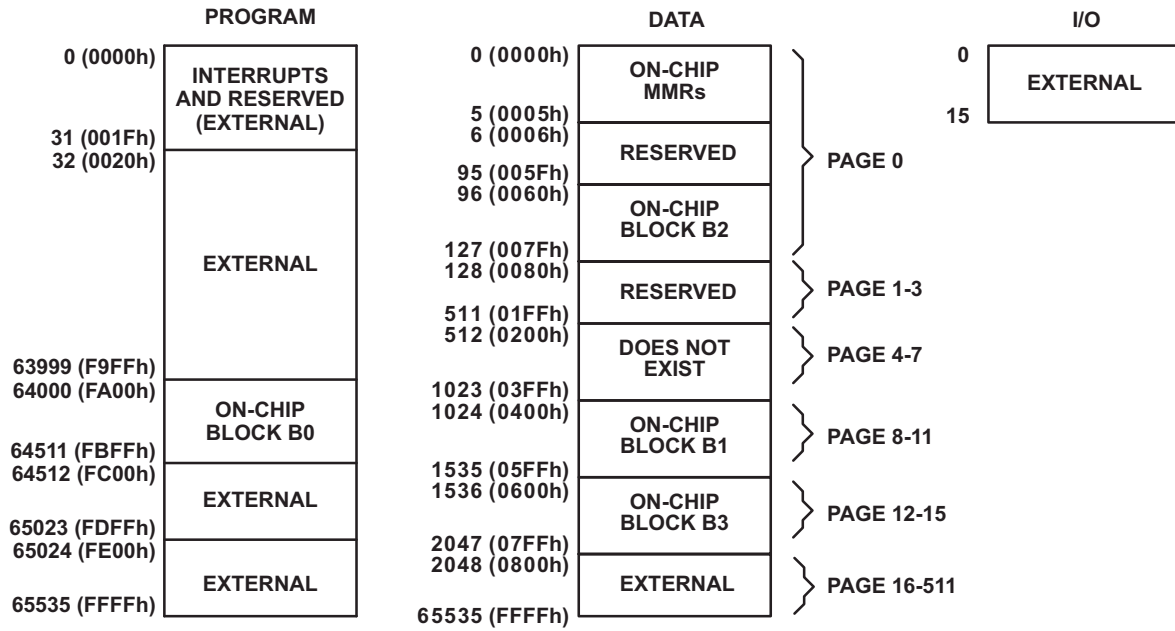 PROGRAM
0 (0000h)
INTERRUPTS
AND RESERVED
(EXTERNAL)
31 (001Fh)
32 (0020h)
EXTERNAL
63999 (F9FFh)
64000 (FA00h)
ON-CHIP
BLOCK B0
64511 (FBFFh)
64512 (FC00h)
EXTERNAL
65023 (FDFFh)
65024 (FE00h)
EXTERNAL
65535 (FFFFh)
DATA
0 (0000h)
ON-CHIP
MMRs
5 (0005h)
6 (0006h)
RESERVED
95 (005Fh)
96 (0060h)
ON-CHIP
BLOCK B2
127 (007Fh)
PAGE 0
128 (0080h)
RESERVED
PAGE 1-3
511 (01FFh)
512 (0200h)
DOES NOT
EXIST
PAGE 4-7
1023 (03FFh)
1024 (0400h)
ON-CHIP
BLOCK B1
PAGE 8-11
1535 (05FFh)
1536 (0600h)
ON-CHIP
BLOCK B3
PAGE 12-15
2047 (07FFh)
2048 (0800h)
EXTERNAL
PAGE 16-511
65535 (FFFFh)
I/O
0
EXTERNAL
15